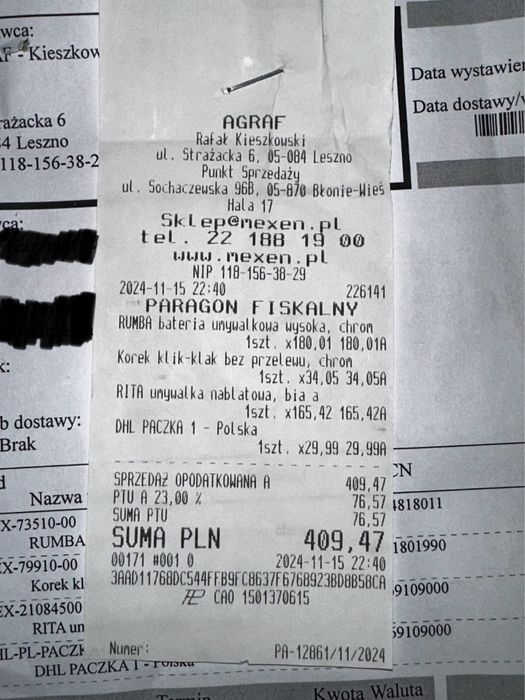 wca:
F - Kieszkow
rażacka 6
4 Leszno
118-156-38-2
Data wystawien
Data dostawy/
AGRAF
Rafał Kieszkowski
ul. Strażacka 6, 05-084 Leszno
Punkt Sprzedaży
ul. Sochaczewska 96B, 05-870 Błonie-Wieś
Hala 17
Sklep@mexen.pl
tel. 22 188 19 00
www.mexen.pl
NIP 118-156-38-29
2024-11-15 22:40 226141
PARAGON FISKALNY
RUMBA bateria umywalkowa wysoka, chrom
1szt. x180,01 180,01A
Korek klik-klak bez przelewu, chrom
1szt. x34,05 34,05A
RITA umywalka nablatowa, bia a
1szt. x165,42 165,42A
DHL PACZKA 1 - Polska
1szt. x29,99 29,99A
SPRZEDAŻ OPODATKOWANA A 409,47
PTU A 23,00 % 76,57
SUMA PTU 76,57
SUMA PLN 409,47
00171 #001 0 2024-11-15 22:40
3AAD11768DC544FFB9FC8637F6768923BD8B58CA
CAO 1501370615
Numer: PA-12861/11/2024
ca:
k:
b dostawy:
Brak
d
Nazwa
CN
X-73510-00
4818011
RUMBA
1801990
X-79910-00
Korek kl
9109000
EX-21084500
RITA um
69109000
HL-PL-PACZK
DHL PACZKA 1 - Polska
Termin
Kwota Waluta